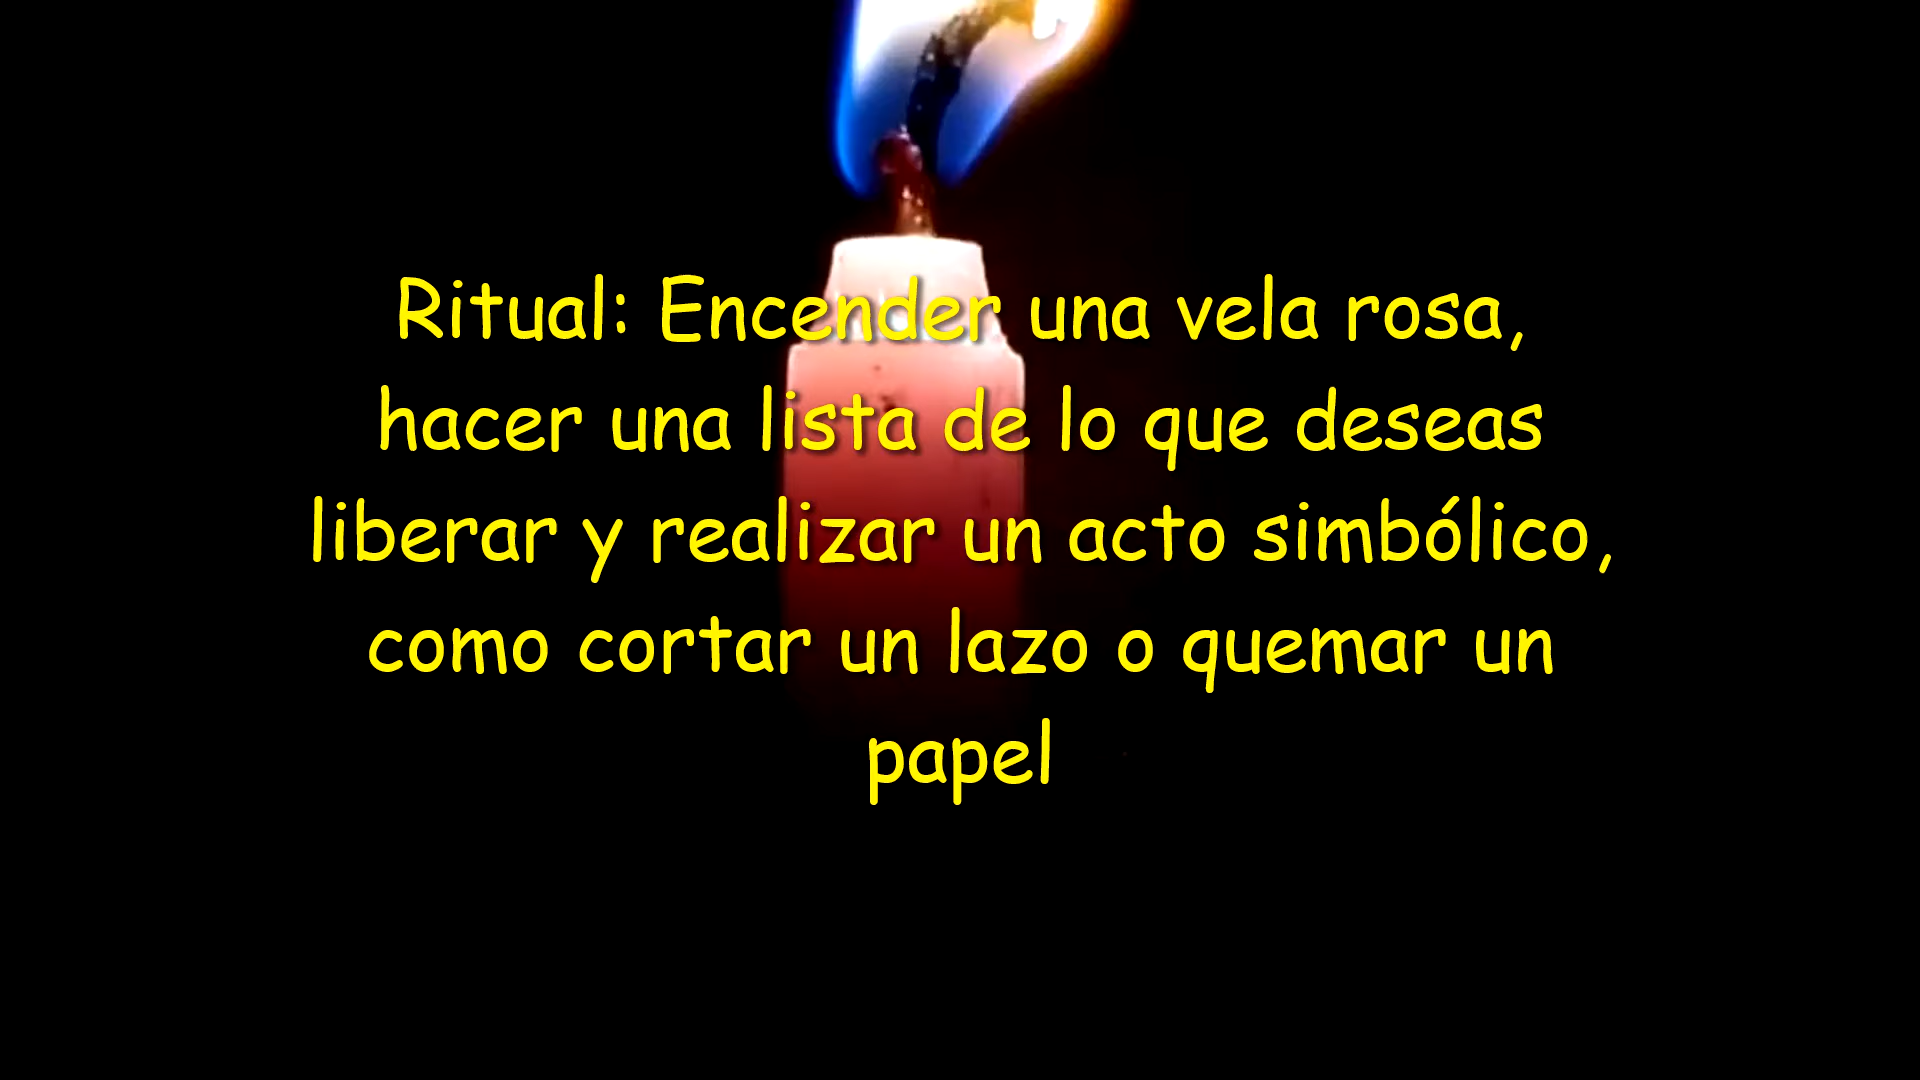 Ritual: Encender una vela rosa,
hacer una lista de lo que deseas
liberar y realizar un acto simbólico,
como cortar un lazo o quemar un
papel